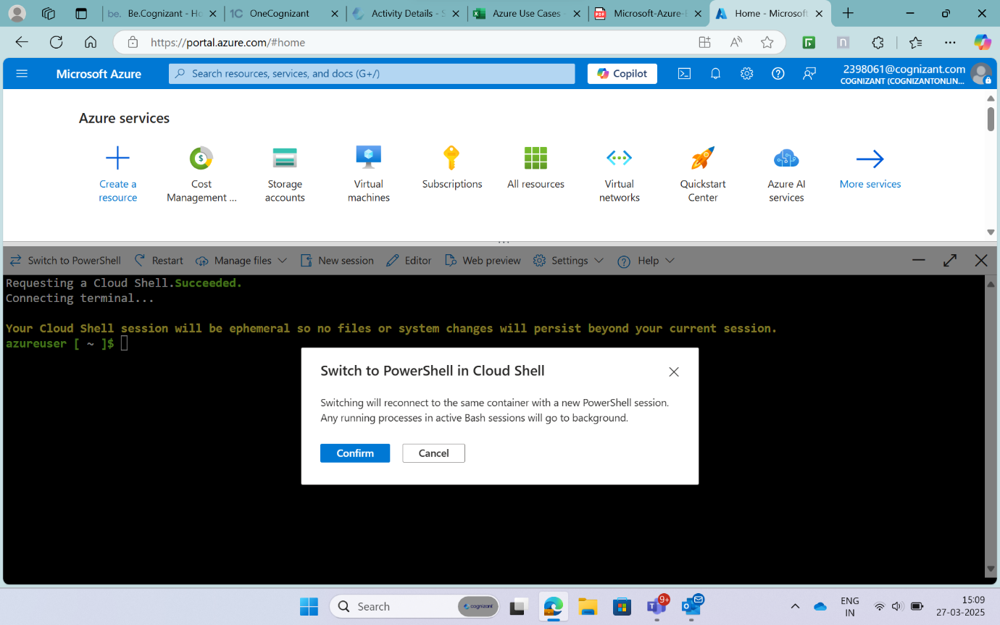 be. Be.Cognizant - Ho
1C OneCognizant
Activity Details - S
Azure Use Cases
PDF Microsoft-Azure-
Home - Microsoft
https://portal.azure.com/#home
Microsoft Azure
Search resources, services, and docs (G+/)
Copilot
2398061@cognizant.com
COGNIZANT (COGNIZANTONLIN...
Azure services
Create a
resource
Cost
Management ...
Storage
accounts
Virtual
machines
Subscriptions
All resources
Virtual
networks
Quickstart
Center
Azure AI
services
More services
Switch to PowerShell
Restart
Manage files
New session
Editor
Web preview
Settings
Help
Requesting a Cloud Shell.Succeeded.
Connecting terminal...
Your Cloud Shell session will be ephemeral so no files or system changes will persist beyond your current session.
azureuser [ ~ ]$
Switch to PowerShell in Cloud Shell
Switching will reconnect to the same container with a new PowerShell session.
Any running processes in active Bash sessions will go to background.
Confirm
Cancel
Search
cognizant
9+
ENG
IN
15:09
27-03-2025